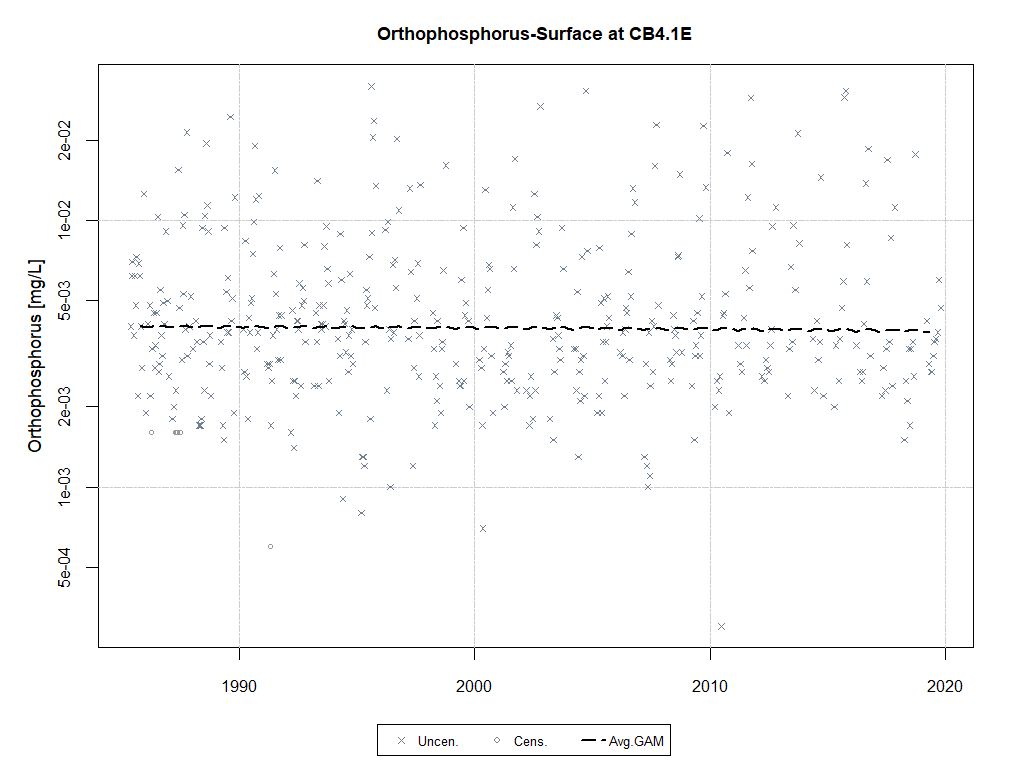 Orthophosphorus-Surface at CB4.1E
Orthophosphorus [mg/L]
2e-02
1e-02
5e-03
2e-03
1e-03
5e-04
1990 2000 2010 2020
Uncen. Cens. Avg.GAM